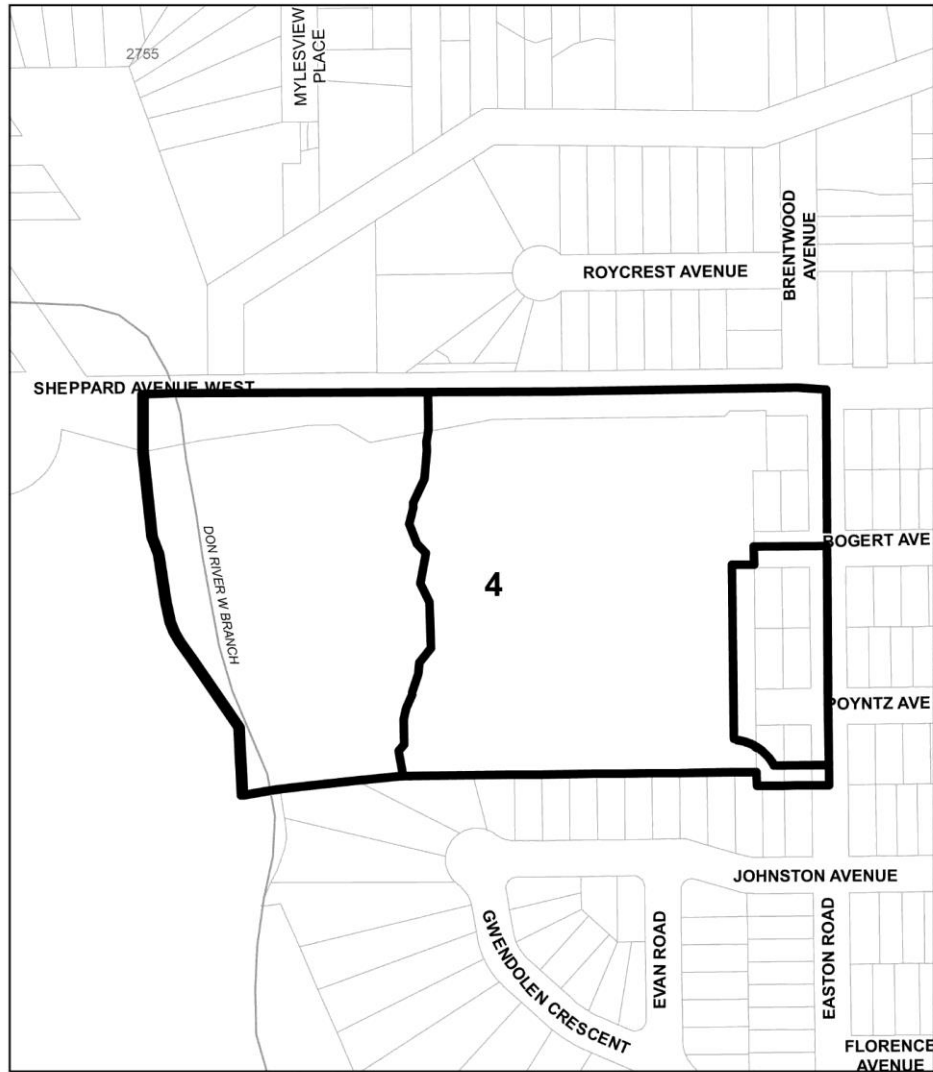 MYLESVIEW
PLACE
2755
BRENTWOOD
AVENUE
ROYCREST AVENUE
SHEPPARD AVENUE WEST
BOGERT AVE
DON RIVER W BRANCH
4
POYNTZ AVE
JOHNSTON AVENUE
GWENDOLEN CRESCENT
EVAN ROAD
EASTON ROAD
FLORENCE
AVENUE